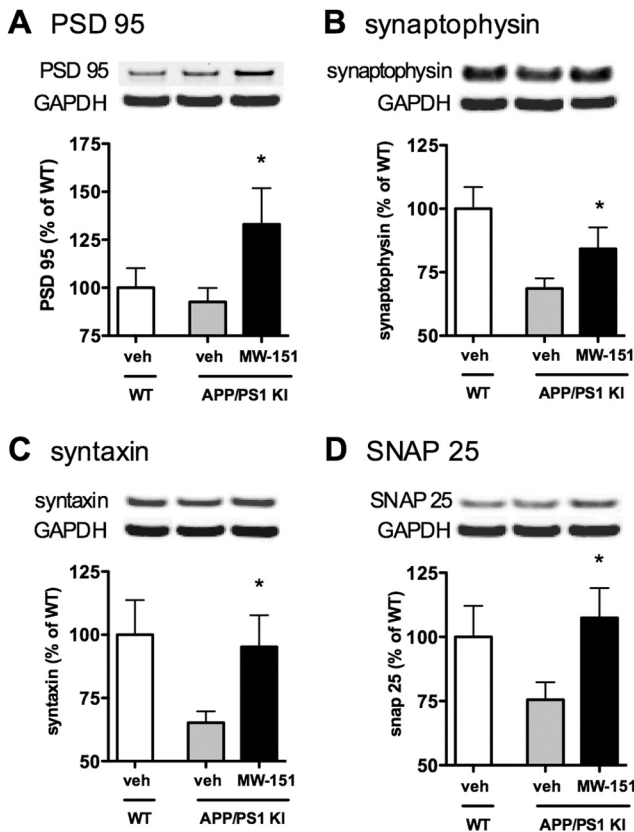 A PSD 95
PSD 95
GAPDH
PSD 95 (% of WT)
175
150
125
100
75
*
veh veh MW-151
WT APP/PS1 KI
B synaptophysin
synaptophysin
GAPDH
synaptophysin (% of WT)
125
100
75
50
*
veh veh MW-151
WT APP/PS1 KI
C syntaxin
syntaxin
GAPDH
syntaxin (% of WT)
125
100
75
50
*
veh veh MW-151
WT APP/PS1 KI
D SNAP 25
SNAP 25
GAPDH
snap 25 (% of WT)
125
100
75
50
*
veh veh MW-151
WT APP/PS1 KI